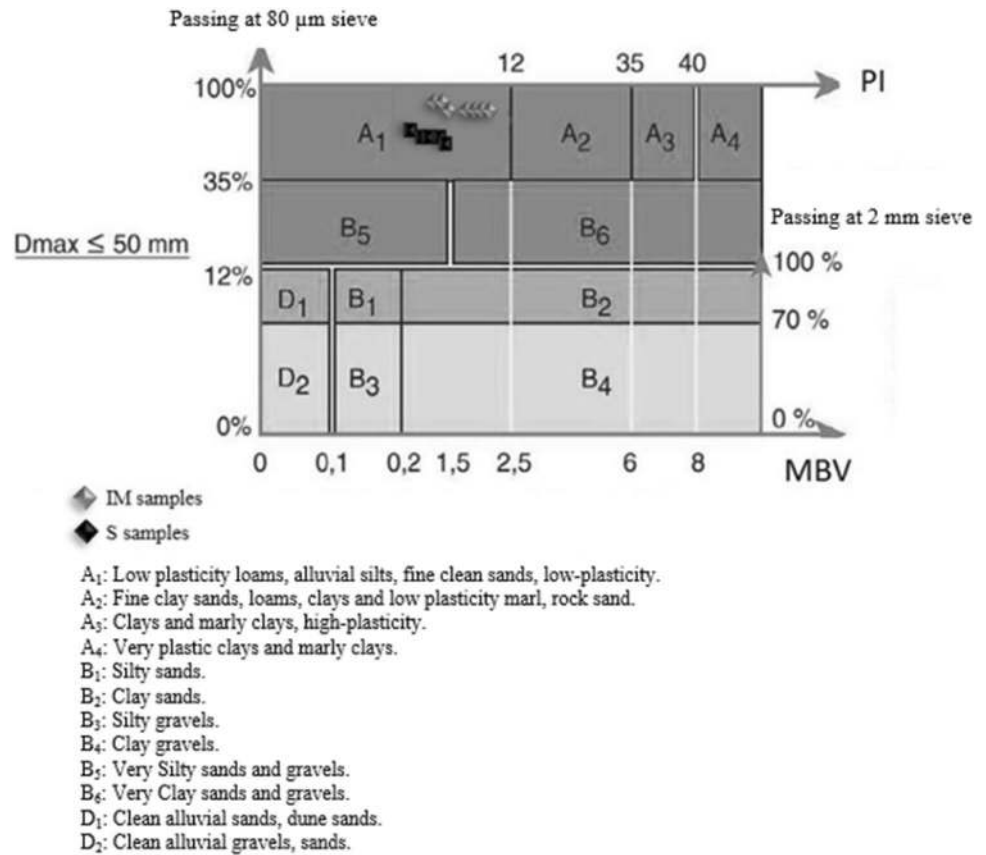 Passing at 80 µm sieve
12 35 40
100% PI
A1 A2 A3 A4
35%
Passing at 2 mm sieve
B5 B6
Dmax ≤ 50 mm
100 %
12%
D1 B1 B2
70 %
D2 B3 B4
0% 0 %
0 0,1 0,2 1,5 2,5 6 8 MBV
IM samples
S samples
A1: Low plasticity loams, alluvial silts, fine clean sands, low-plasticity.
A2: Fine clay sands, loams, clays and low plasticity marl, rock sand.
A3: Clays and marly clays, high-plasticity.
A4: Very plastic clays and marly clays.
B1: Silty sands.
B2: Clay sands.
B3: Silty gravels.
B4: Clay gravels.
B5: Very Silty sands and gravels.
B6: Very Clay sands and gravels.
D1: Clean alluvial sands, dune sands.
D2: Clean alluvial gravels, sands.